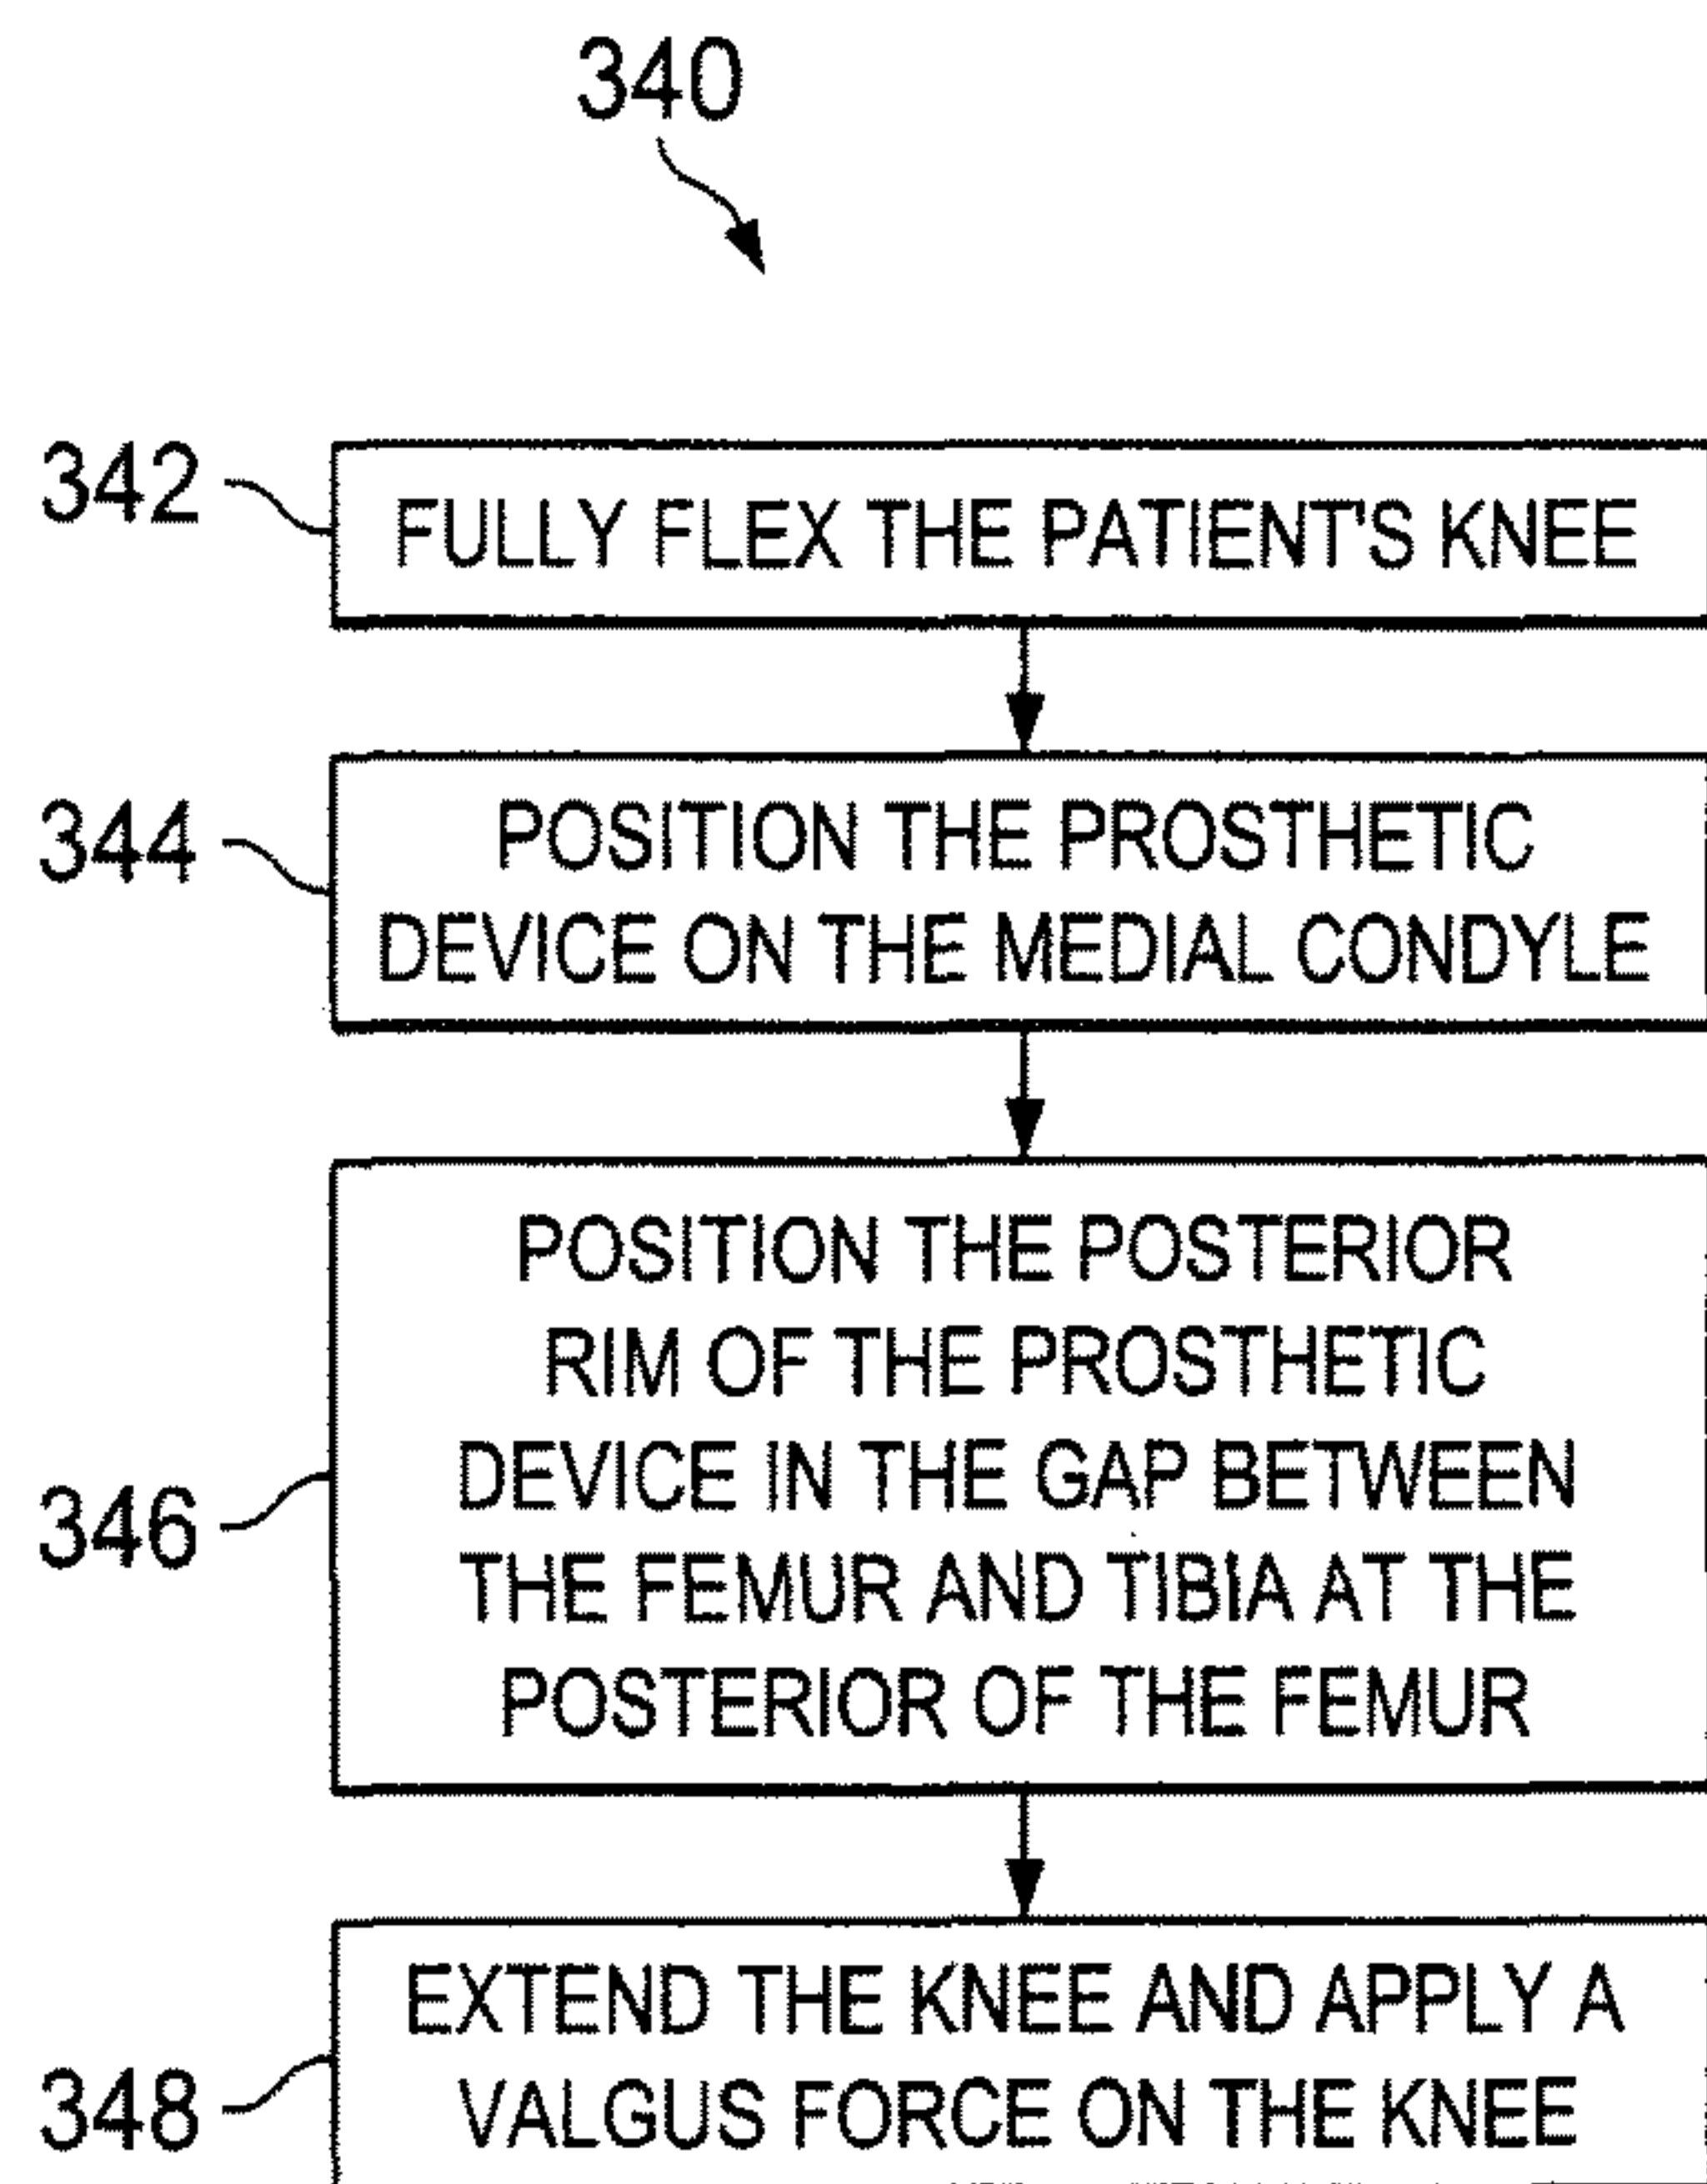 340
342
FULLY FLEX THE PATIENT'S KNEE
344
POSITION THE PROSTHETIC
DEVICE ON THE MEDIAL CONDYLE
346
POSITION THE POSTERIOR
RIM OF THE PROSTHETIC
DEVICE IN THE GAP BETWEEN
THE FEMUR AND TIBIA AT THE
POSTERIOR OF THE FEMUR
348
EXTEND THE KNEE AND APPLY A
VALGUS FORCE ON THE KNEE